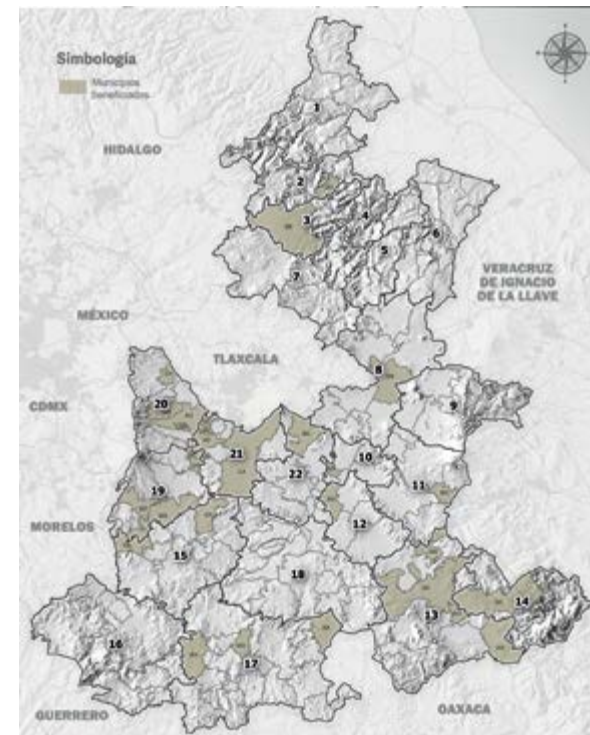 Simbología
Municipios
beneficiados
HIDALGO
1
2
3
4
5
6
7
VERACRUZ
DE IGNACIO
DE LA LLAVE
MÉXICO
TLAXCALA
8
CDMX
20
9
21
10
22
11
19
12
MORELOS
15
18
14
13
16
17
GUERRERO
OAXACA